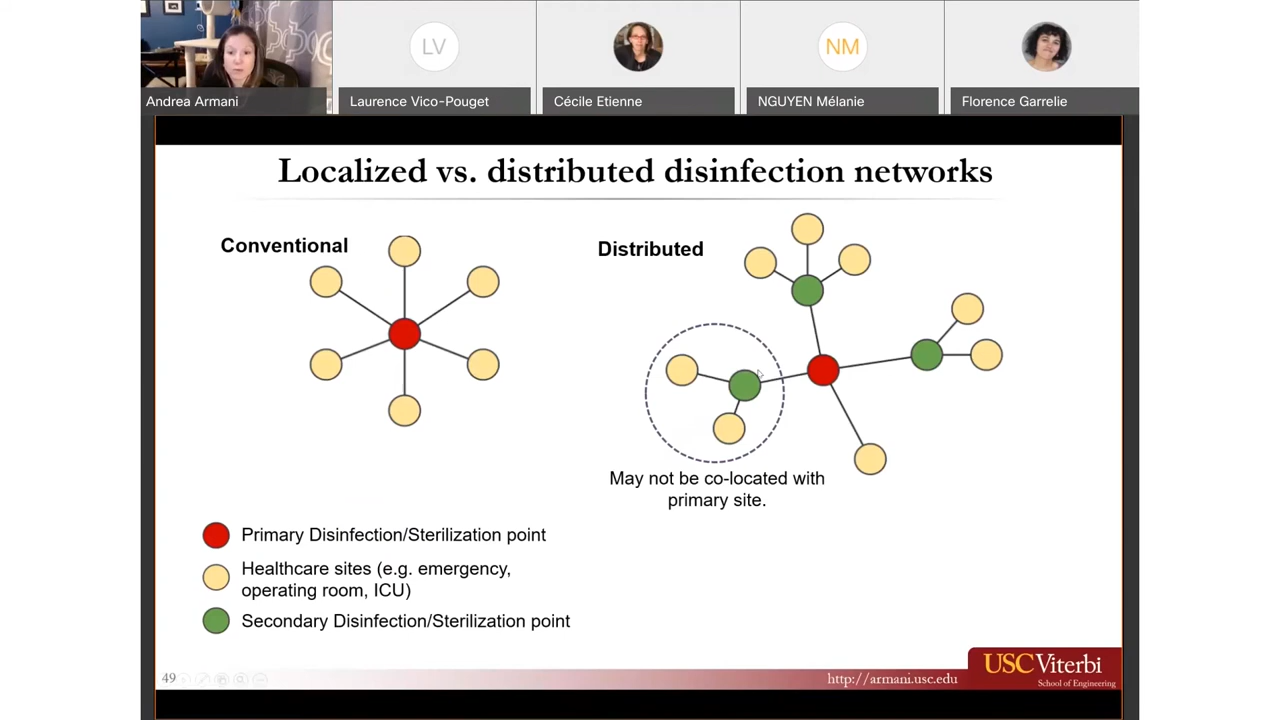 LV
NM
Andrea Armani
Laurence Vico-Pouget
Cécile Etienne
NGUYEN Mélanie
Florence Garrelie
Localized vs. distributed disinfection networks
Conventional
Distributed
May not be co-located with
primary site.
Primary Disinfection/Sterilization point
Healthcare sites (e.g. emergency,
operating room, ICU)
Secondary Disinfection/Sterilization point
49
http://armani.usc.edu
USC Viterbi
School of Engineering